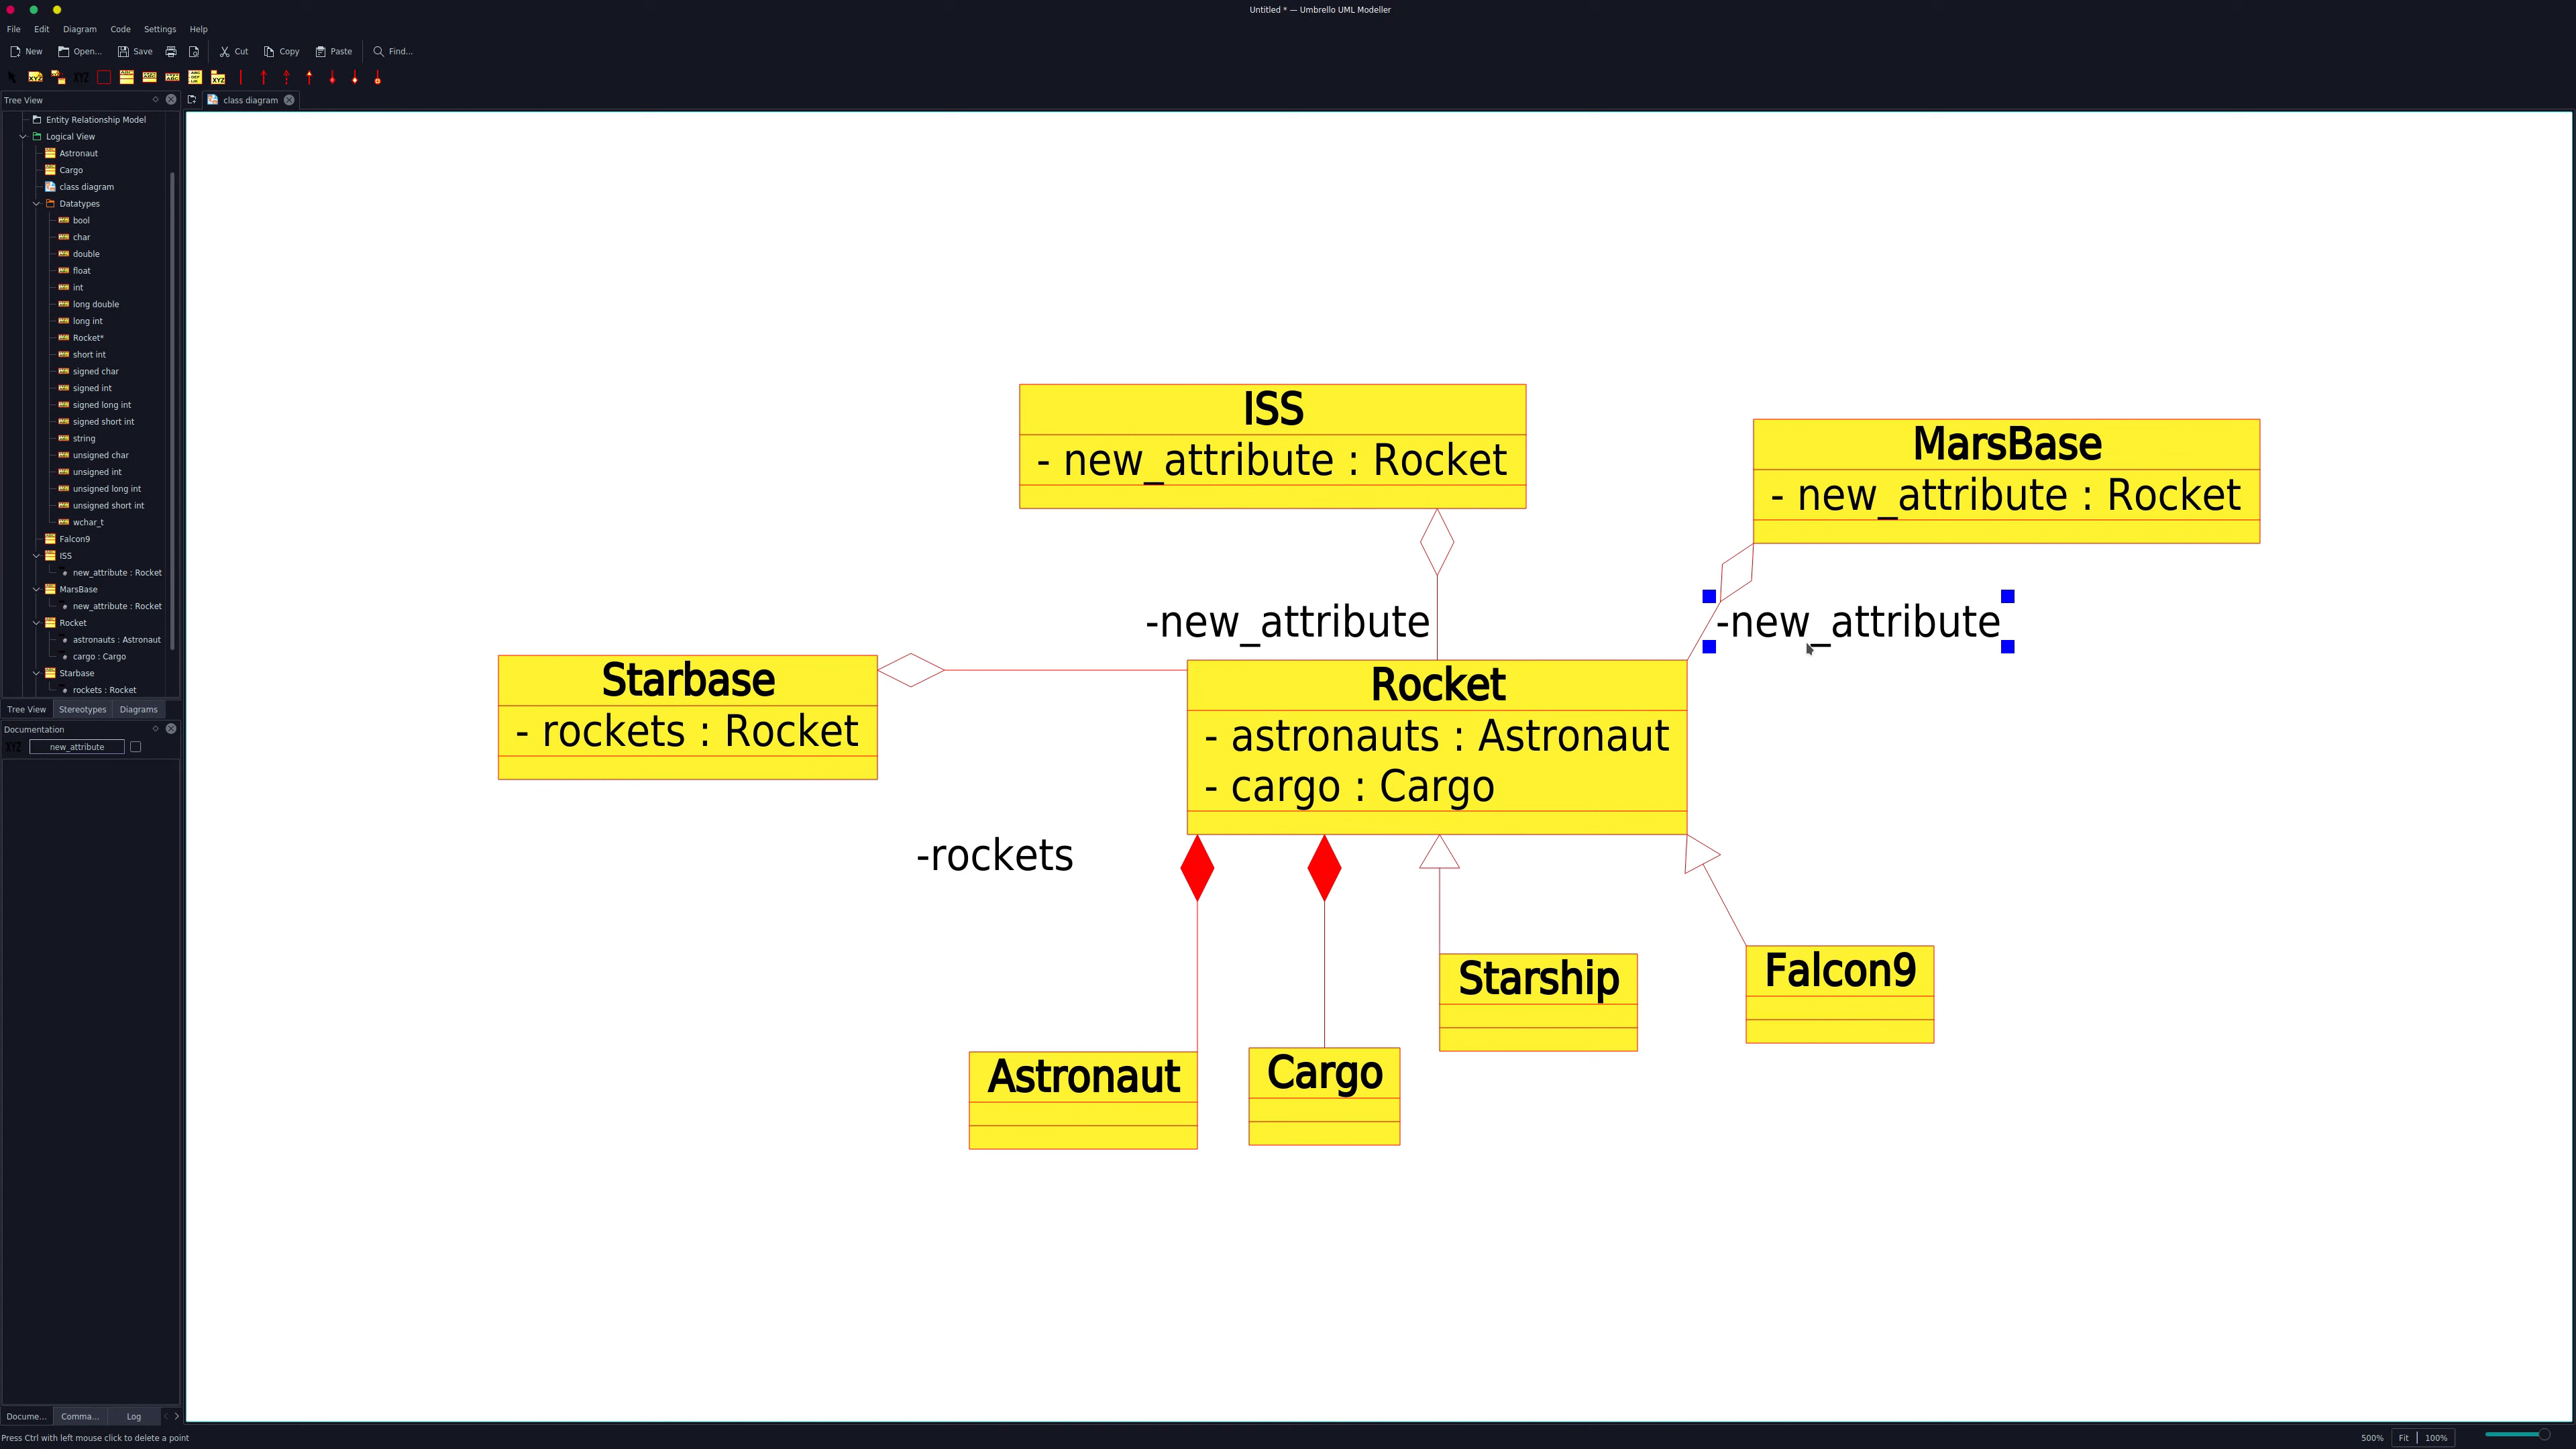 Untitled * — Umbrello UML Modeller
File Edit Diagram Code Settings Help
New Open... Save Cut Copy Paste Find...
Tree View
class diagram
Entity Relationship Model
Logical View
Astronaut
Cargo
class diagram
Datatypes
bool
char
double
float
int
long double
long int
Rocket*
short int
signed char
signed int
signed long int
signed short int
string
unsigned char
unsigned int
unsigned long int
unsigned short int
wchar_t
Falcon9
ISS
new_attribute : Rocket
MarsBase
new_attribute : Rocket
Rocket
astronauts : Astronaut
cargo : Cargo
Starbase
rockets : Rocket
Tree View Stereotypes Diagrams
Documentation
XYZ new_attribute
Docume... Comma... Log
Press Ctrl with left mouse click to delete a point
ISS
- new_attribute : Rocket
MarsBase
- new_attribute : Rocket
-new_attribute
-new_attribute
Starbase
- rockets : Rocket
Rocket
- astronauts : Astronaut
- cargo : Cargo
-rockets
Starship
Falcon9
Astronaut
Cargo
500% Fit 100%